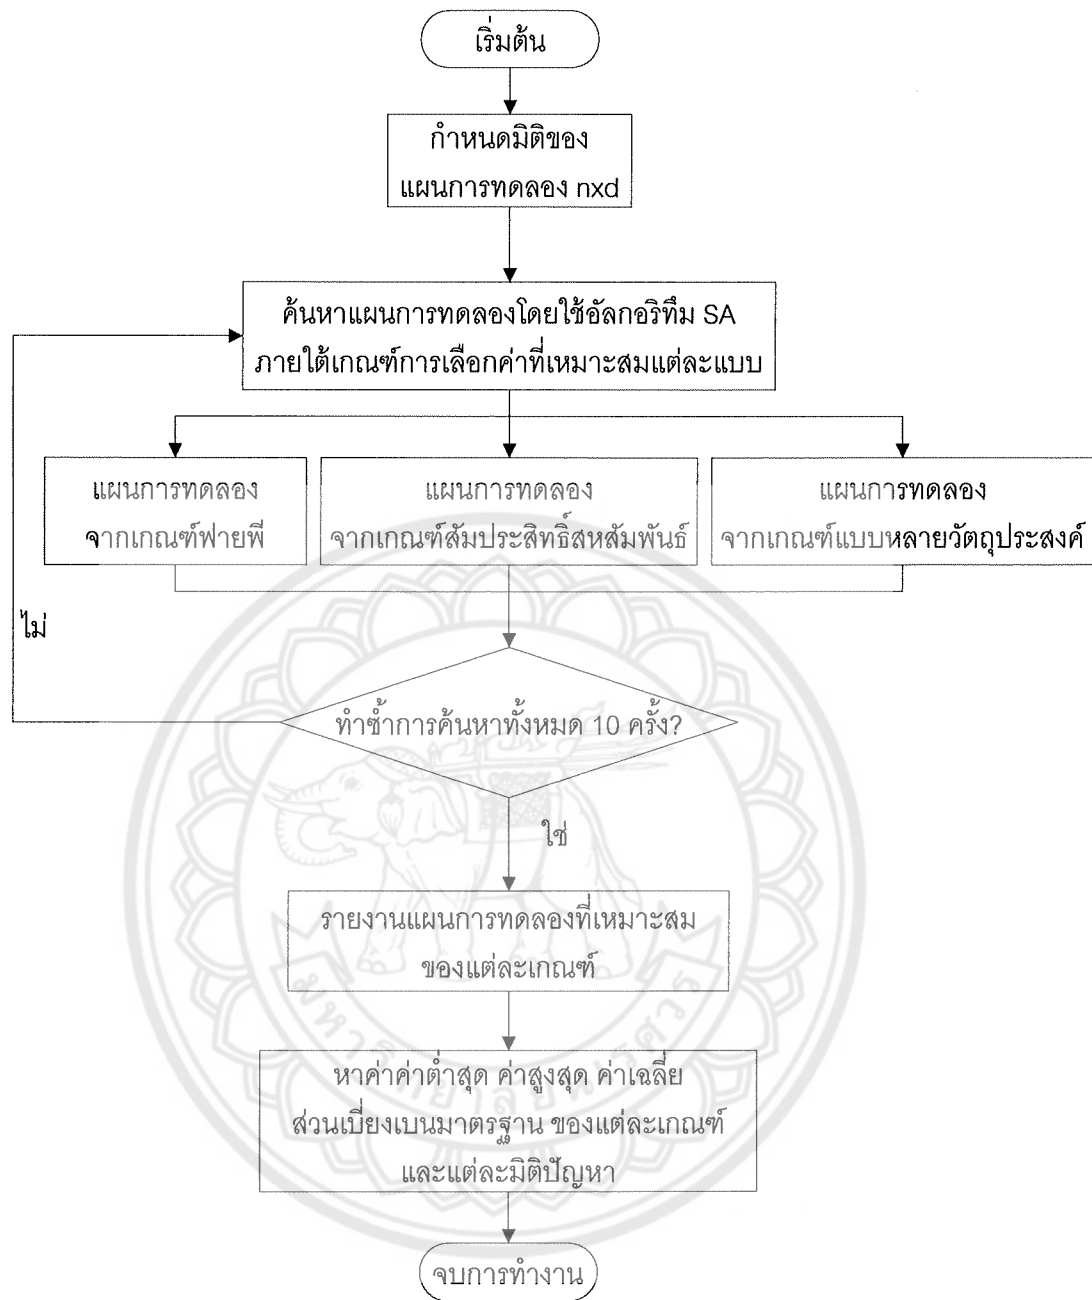 เริ่มต้น
กำหนดมิติของ
แผนการทดลอง nxd
ค้นหาแผนการทดลองโดยใช้อัลกอริทึม SA
ภายใต้เกณฑ์การเลือกค่าที่เหมาะสมแต่ละแบบ
แผนการทดลอง
จากเกณฑ์ฟายพี
แผนการทดลอง
จากเกณฑ์สัมประสิทธิ์สหสัมพันธ์
แผนการทดลอง
จากเกณฑ์แบบหลายวัตถุประสงค์
ไม่
ทำซ้ำการค้นหาทั้งหมด 10 ครั้ง?
ใช่
รายงานแผนการทดลองที่เหมาะสม
ของแต่ละเกณฑ์
หาค่าค่าต่ำสุด ค่าสูงสุด ค่าเฉลี่ย
ส่วนเบี่ยงเบนมาตรฐาน ของแต่ละเกณฑ์
และแต่ละมิติปัญหา
จบการทำงาน
มหาวิทยาลัยนเรศวร